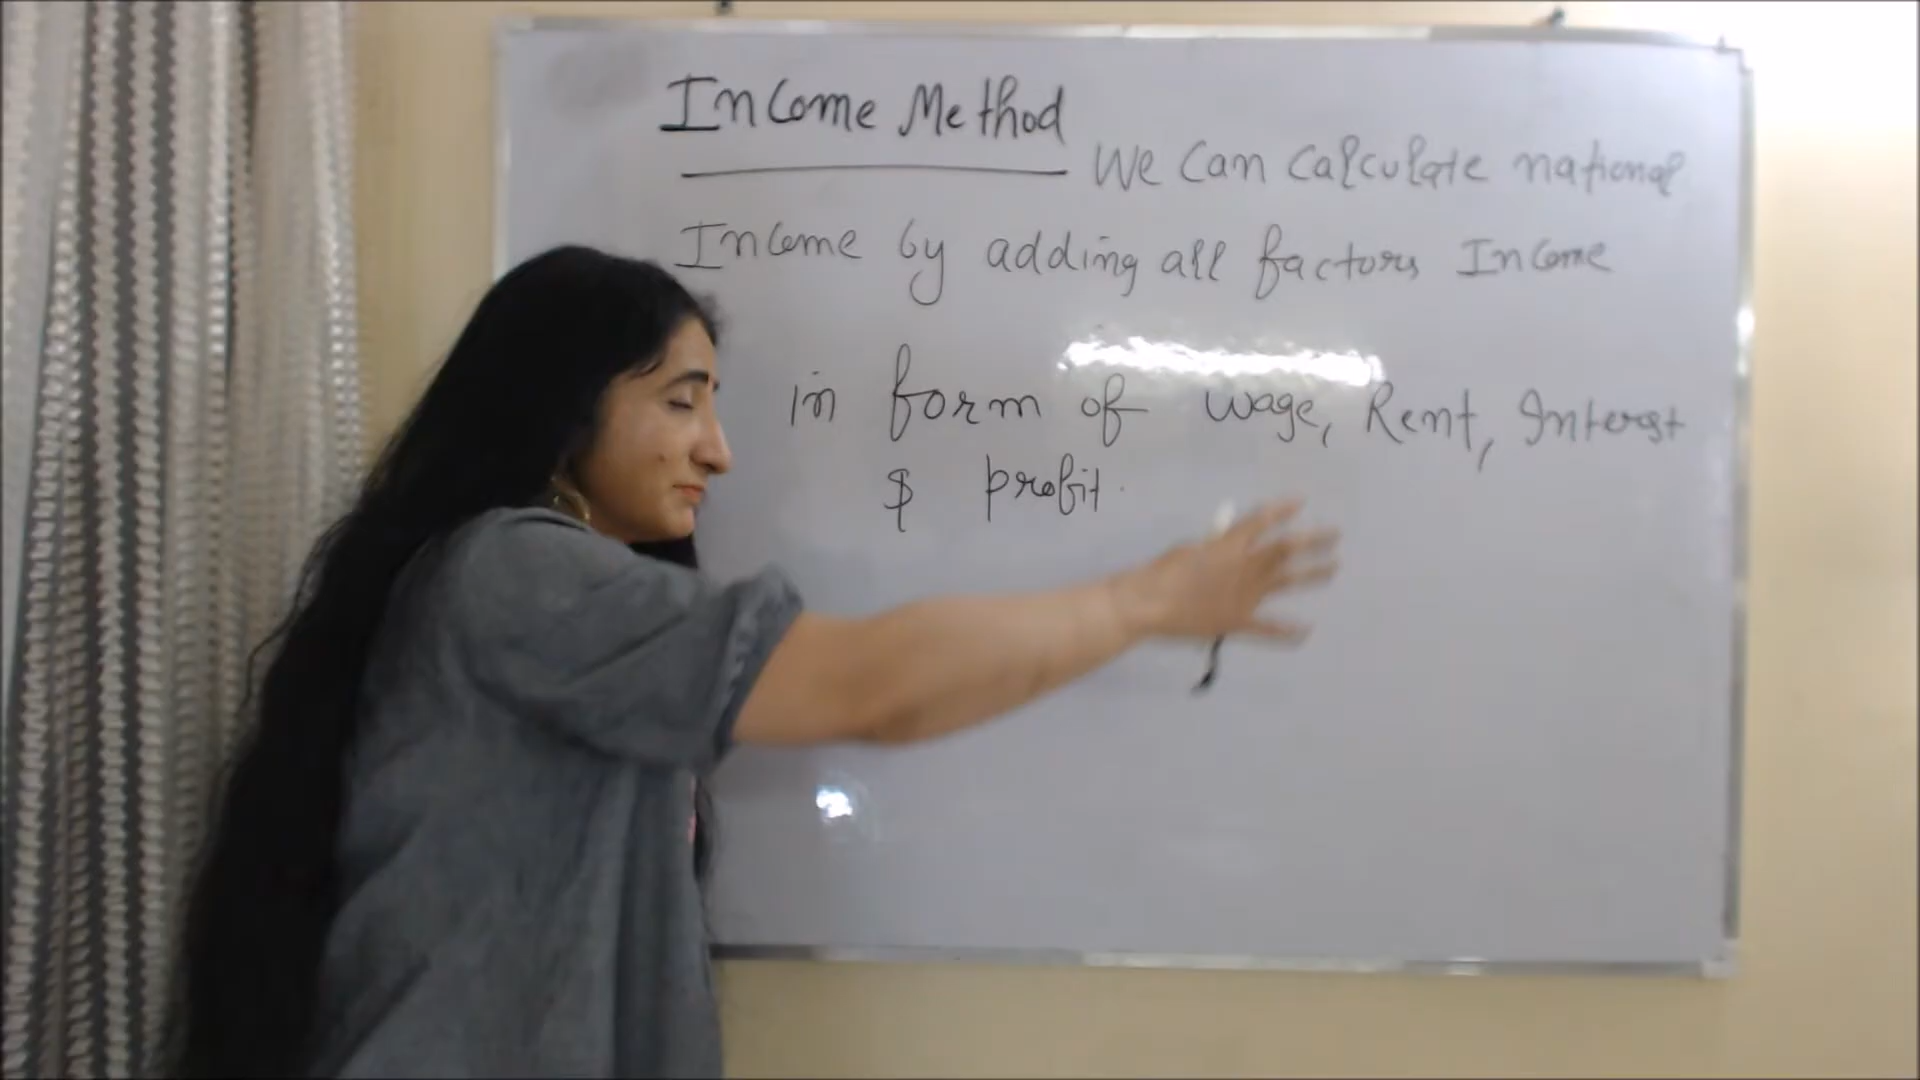 Income Method
We Can Calculate national
Income by adding all factors Income
in form of wage, Rent, Interest
$ profit.